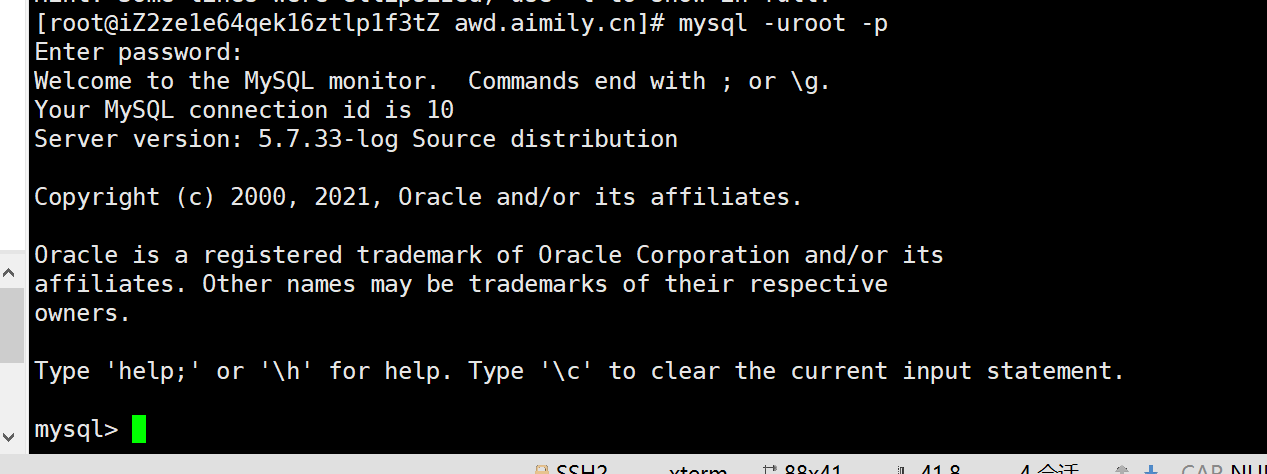 [root@iZ2ze1e64qek16ztlp1f3tZ awd.aimily.cn]# mysql -uroot -p
Enter password:
Welcome to the MySQL monitor.  Commands end with ; or \g.
Your MySQL connection id is 10
Server version: 5.7.33-log Source distribution
Copyright (c) 2000, 2021, Oracle and/or its affiliates.
Oracle is a registered trademark of Oracle Corporation and/or its
affiliates. Other names may be trademarks of their respective
owners.
Type 'help;' or '\h' for help. Type '\c' to clear the current input statement.
mysql>
SSH2 xterm 88x41 41,8 4 会话 CAP